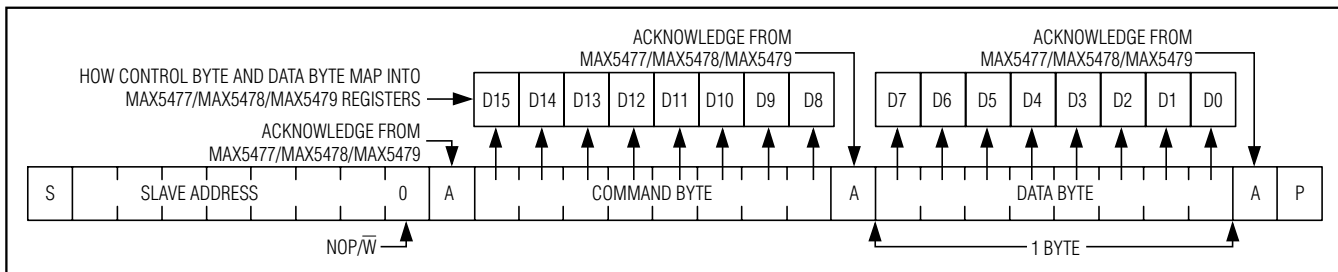 ACKNOWLEDGE FROM
MAX5477/MAX5478/MAX5479
ACKNOWLEDGE FROM
MAX5477/MAX5478/MAX5479
HOW CONTROL BYTE AND DATA BYTE MAP INTO
MAX5477/MAX5478/MAX5479 REGISTERS
D15 D14 D13 D12 D11 D10 D9 D8 D7 D6 D5 D4 D3 D2 D1 D0
ACKNOWLEDGE FROM
MAX5477/MAX5478/MAX5479
S SLAVE ADDRESS 0 A COMMAND BYTE A DATA BYTE A P
NOP/W̅ 1 BYTE